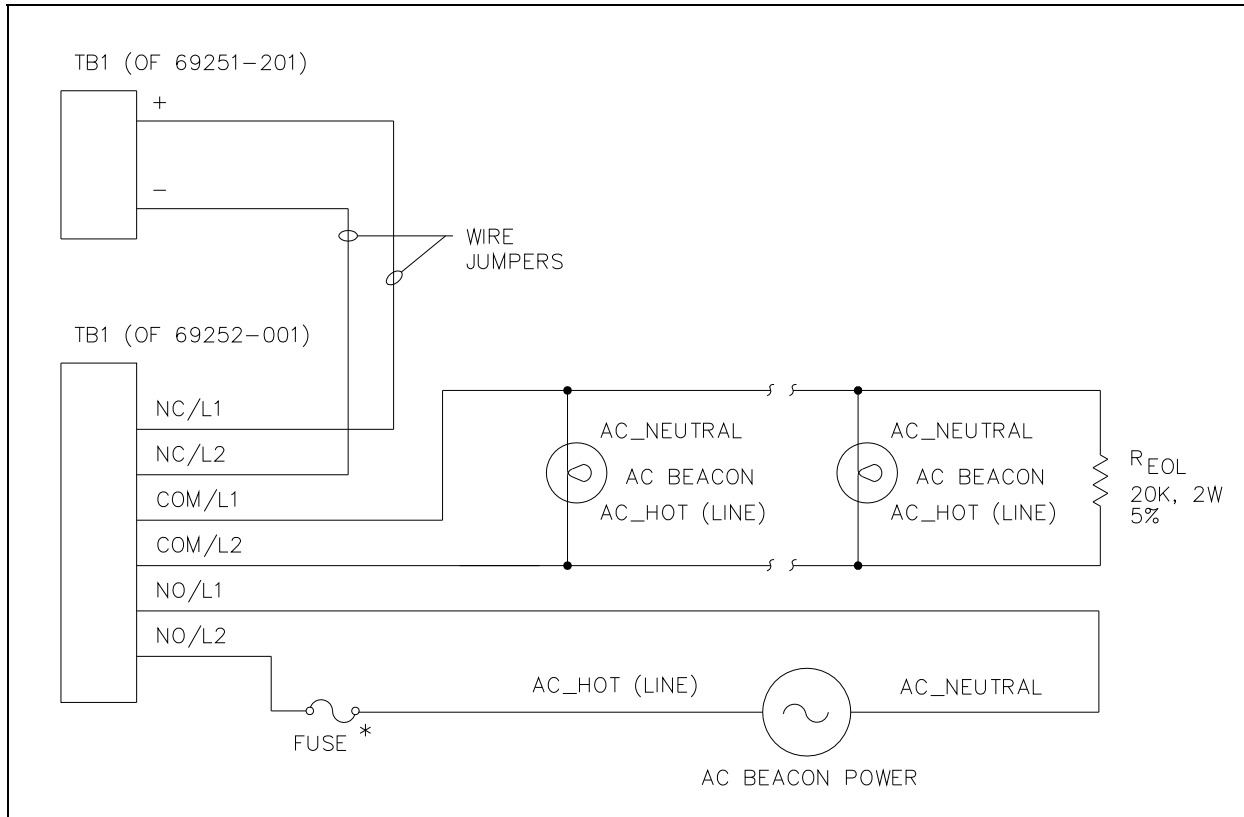 TB1 (OF 69251-201)
+
-
WIRE
JUMPERS
TB1 (OF 69252-001)
NC/L1
NC/L2
COM/L1
COM/L2
NO/L1
NO/L2
AC_NEUTRAL
AC BEACON
AC_HOT (LINE)
AC_NEUTRAL
AC BEACON
AC_HOT (LINE)
REOL
20K, 2W
5%
AC_HOT (LINE)
AC_NEUTRAL
FUSE *
AC BEACON POWER